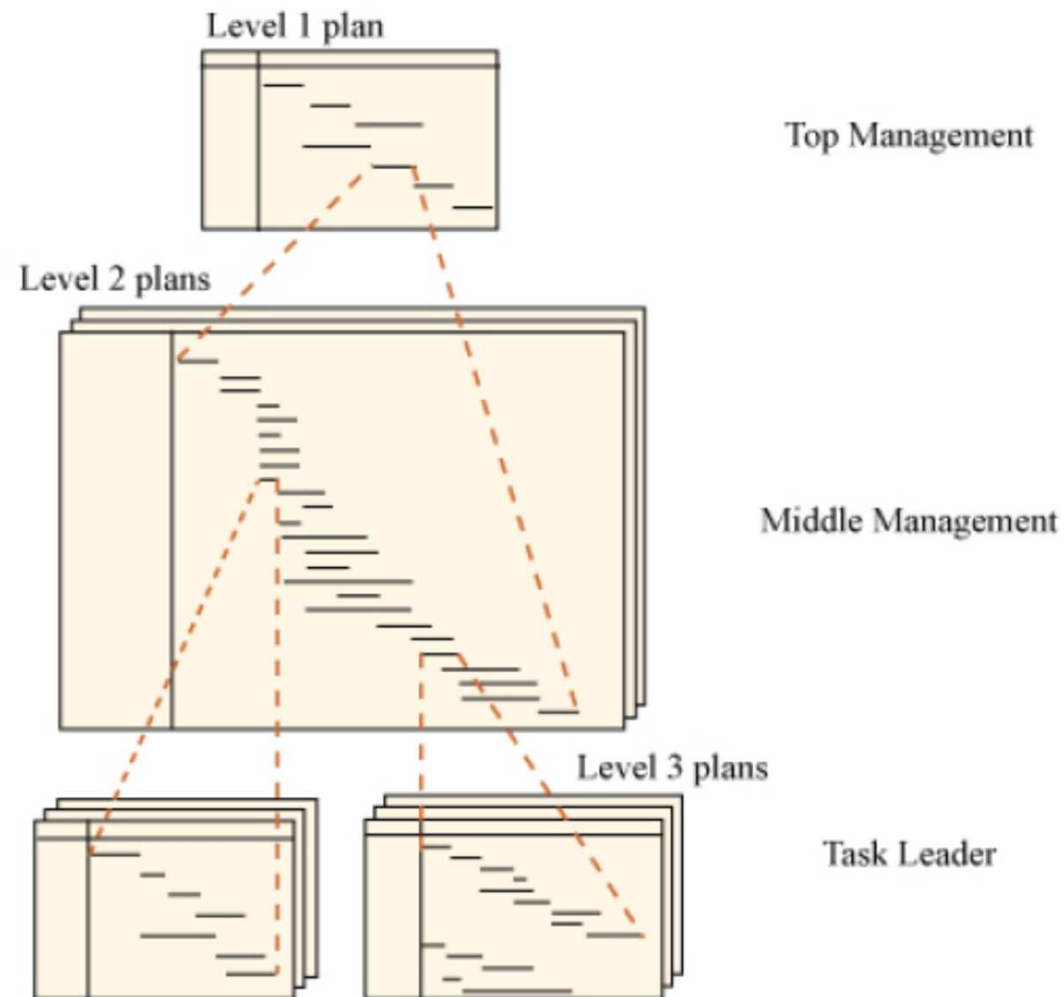 Level 1 plan
Top Management
Level 2 plans
Middle Management
Level 3 plans
Task Leader